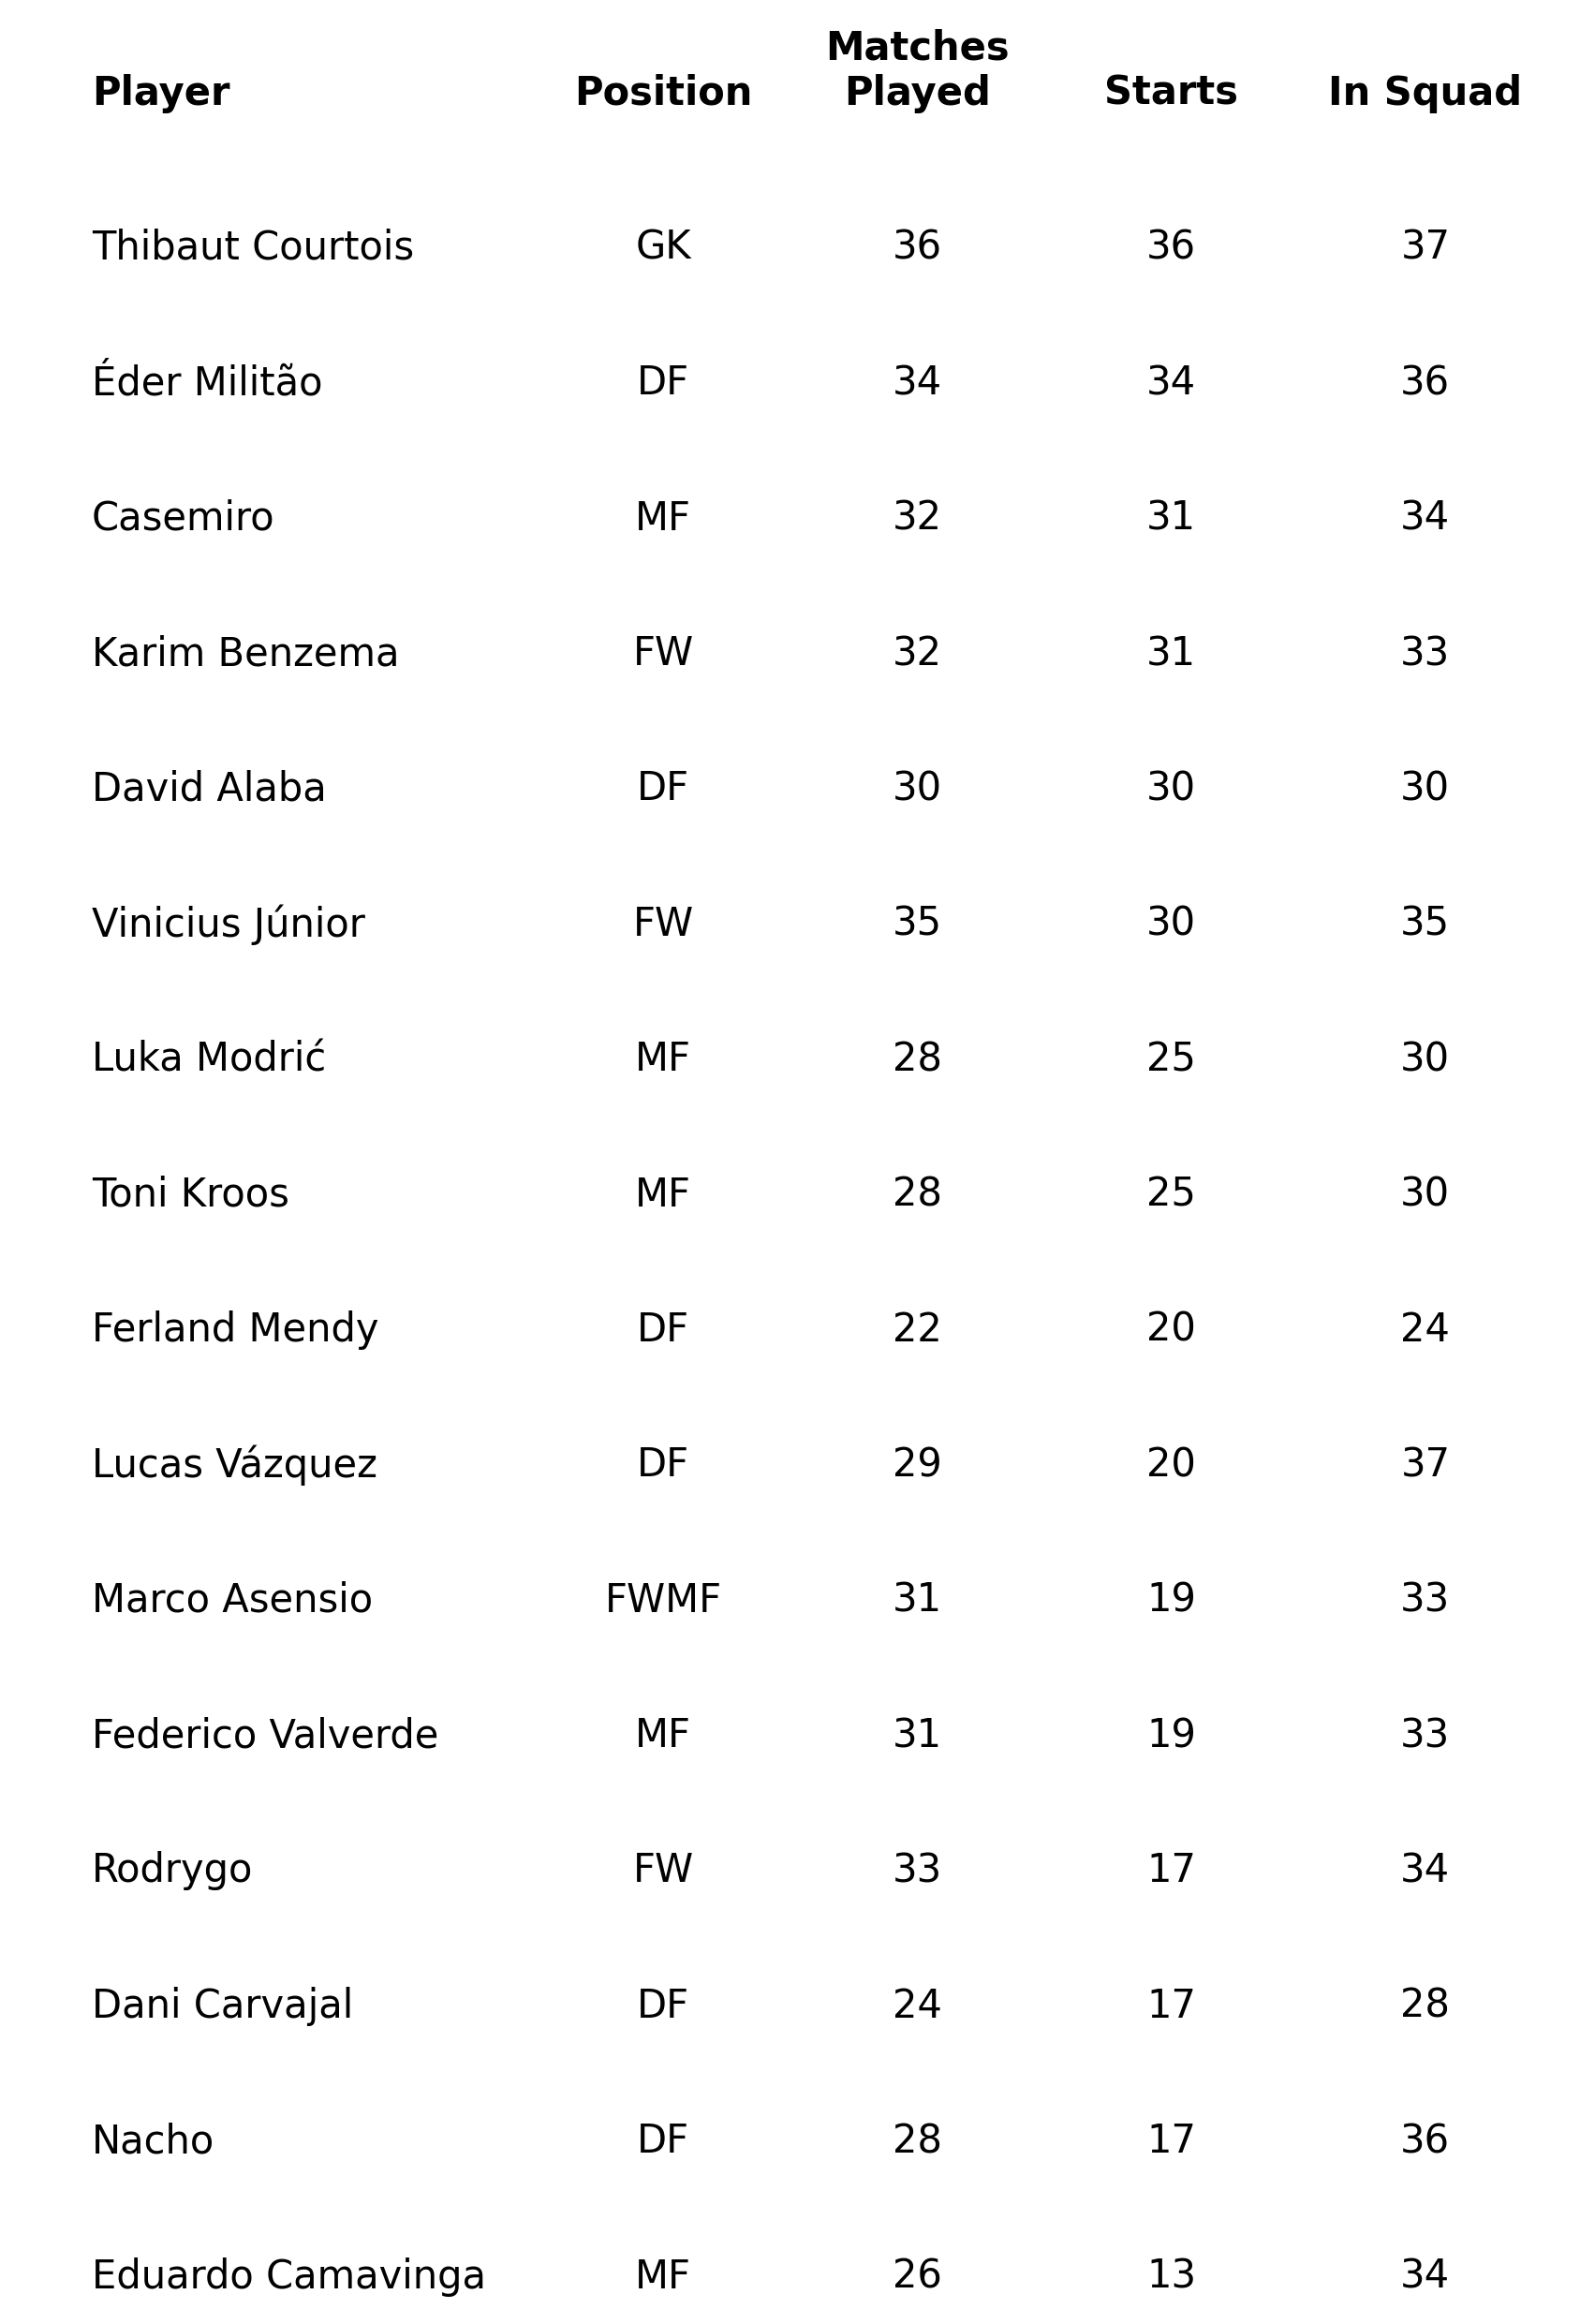 Matches
Player Position Played Starts In Squad
Thibaut Courtois GK 36 36 37
Éder Militão DF 34 34 36
Casemiro MF 32 31 34
Karim Benzema FW 32 31 33
David Alaba DF 30 30 30
Vinicius Júnior FW 35 30 35
Luka Modrić MF 28 25 30
Toni Kroos MF 28 25 30
Ferland Mendy DF 22 20 24
Lucas Vázquez DF 29 20 37
Marco Asensio FWMF 31 19 33
Federico Valverde MF 31 19 33
Rodrygo FW 33 17 34
Dani Carvajal DF 24 17 28
Nacho DF 28 17 36
Eduardo Camavinga MF 26 13 34